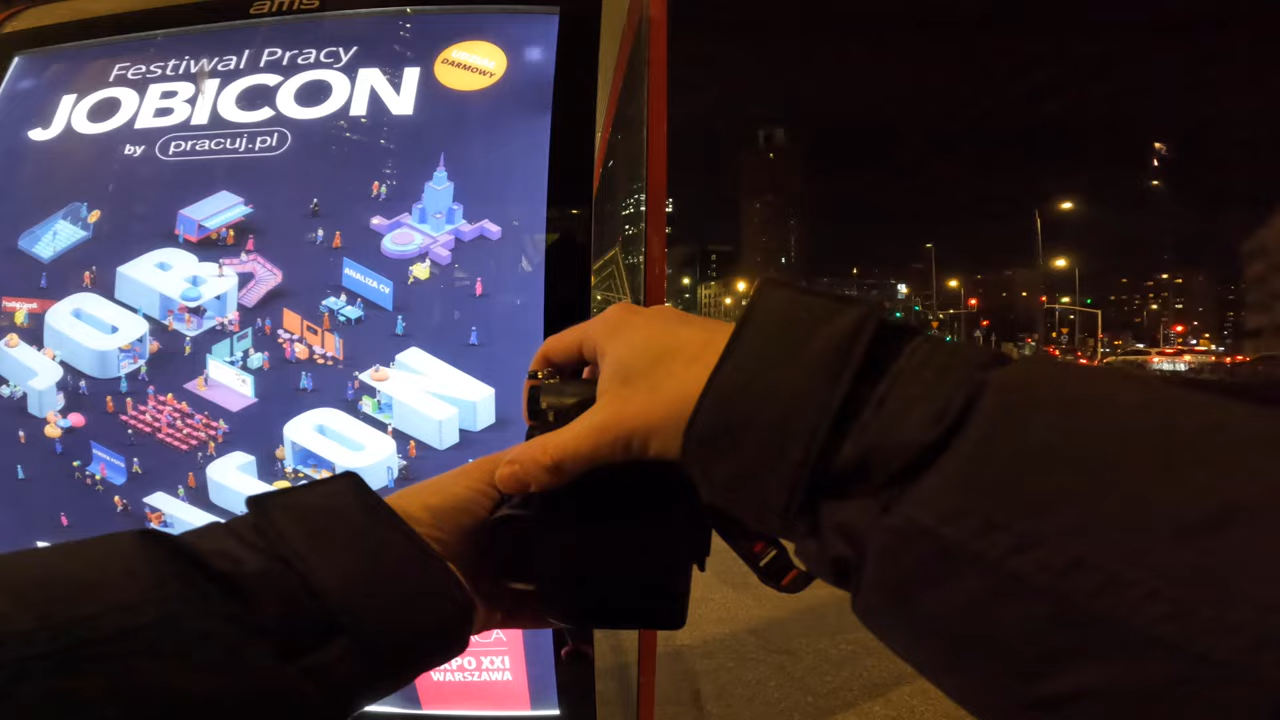 ams
Festiwal Pracy
JOBICON
by pracuj.pl
DARMOWY
ANALIZA CV
EXPO XXI
WARSZAWA